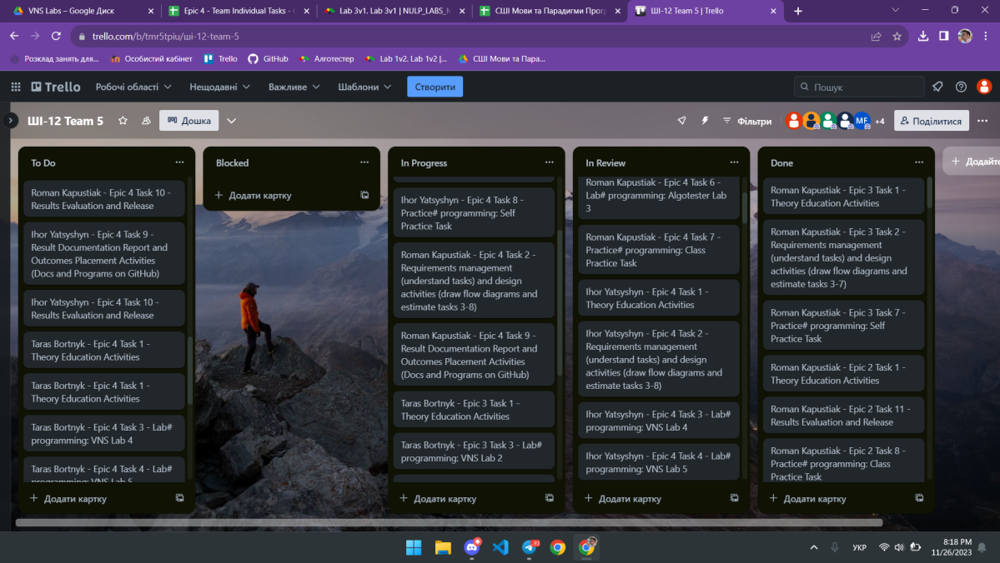 VNS Labs – Google Диск
Epic 4 - Team Individual Tasks -
Lab 3v1. Lab 3v1 | NULP_LABS_
СШІ Мови та Парадигми Прог
ШІ-12 Team 5 | Trello
trello.com/b/tmr5tpiu/ші-12-team-5
Розклад занять для...
Особистий кабінет
Trello
GitHub
Алготестер
Lab 1v2. Lab 1v2 |...
СШІ Мови та Пара...
Trello
Робочі області
Нещодавні
Важливе
Шаблони
Створити
Пошук
ШІ-12 Team 5
Дошка
Фільтри
MF
+4
Поділитися
To Do
Roman Kapustiak - Epic 4 Task 10 -
Results Evaluation and Release
Ihor Yatsyshyn - Epic 4 Task 9 -
Result Documentation Report and
Outcomes Placement Activities
(Docs and Programs on GitHub)
Ihor Yatsyshyn - Epic 4 Task 10 -
Results Evaluation and Release
Taras Bortnyk - Epic 4 Task 1 -
Theory Education Activities
Taras Bortnyk - Epic 4 Task 1 -
Theory Education Activities
Taras Bortnyk - Epic 4 Task 3 - Lab#
programming: VNS Lab 4
Taras Bortnyk - Epic 4 Task 4 - Lab#
programming: VNS Lab 5
Додати картку
Blocked
Додати картку
In Progress
Ihor Yatsyshyn - Epic 4 Task 8 -
Practice# programming: Self
Practice Task
Roman Kapustiak - Epic 4 Task 2 -
Requirements management
(understand tasks) and design
activities (draw flow diagrams and
estimate tasks 3-8)
Roman Kapustiak - Epic 4 Task 9 -
Result Documentation Report and
Outcomes Placement Activities
(Docs and Programs on GitHub)
Taras Bortnyk - Epic 3 Task 1 -
Theory Education Activities
Taras Bortnyk - Epic 3 Task 3 - Lab#
programming: VNS Lab 2
Додати картку
In Review
Roman Kapustiak - Epic 4 Task 6 -
Lab# programming: Algotester Lab
3
Roman Kapustiak - Epic 4 Task 7 -
Practice# programming: Class
Practice Task
Ihor Yatsyshyn - Epic 4 Task 1 -
Theory Education Activities
Ihor Yatsyshyn - Epic 4 Task 2 -
Requirements management
(understand tasks) and design
activities (draw flow diagrams and
estimate tasks 3-8)
Ihor Yatsyshyn - Epic 4 Task 3 - Lab#
programming: VNS Lab 4
Ihor Yatsyshyn - Epic 4 Task 4 - Lab#
programming: VNS Lab 5
Додати картку
Done
Roman Kapustiak - Epic 3 Task 1 -
Theory Education Activities
Roman Kapustiak - Epic 3 Task 2 -
Requirements management
(understand tasks) and design
activities (draw flow diagrams and
estimate tasks 3-7)
Roman Kapustiak - Epic 3 Task 7 -
Practice# programming: Self
Practice Task
Roman Kapustiak - Epic 2 Task 1 -
Theory Education Activities
Roman Kapustiak - Epic 2 Task 11 -
Results Evaluation and Release
Roman Kapustiak - Epic 2 Task 8 -
Practice# programming: Class
Practice Task
Додати картку
Додайте
93
УКР
8:18 PM
11/26/2023